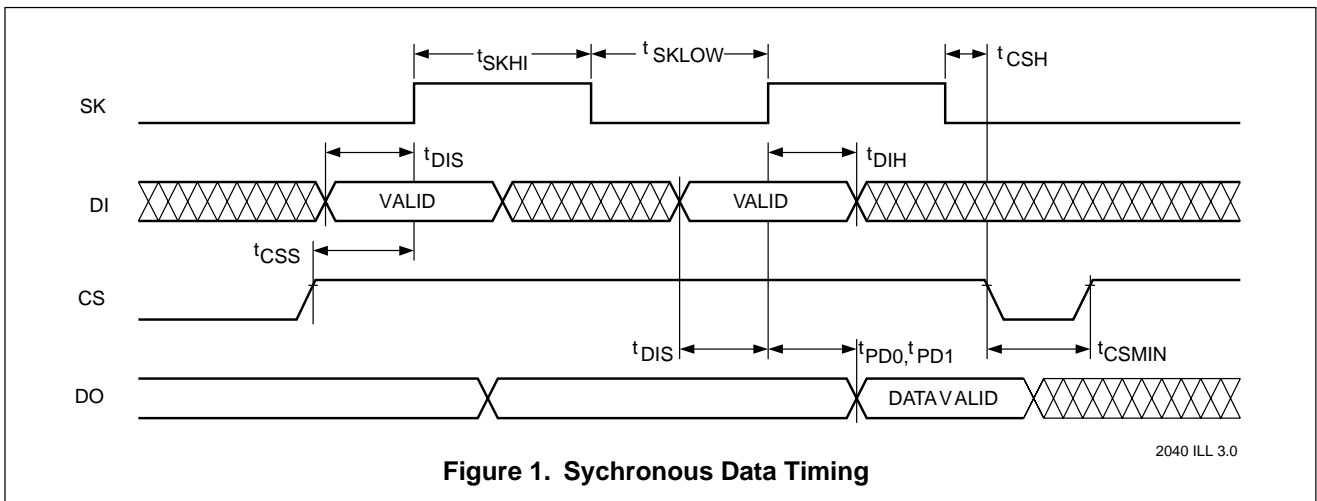 tSKHI
tSKLOW
tCSH
SK
tDIS
tDIH
DI
VALID
VALID
tCSS
CS
tDIS
tPD0,tPD1
tCSMIN
DO
DATA VALID
2040 ILL 3.0
Figure 1. Sychronous Data Timing